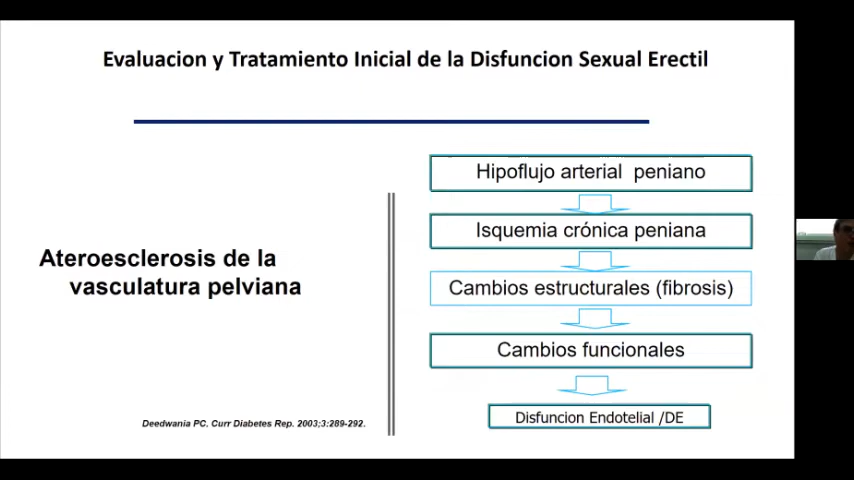 Evaluacion y Tratamiento Inicial de la Disfuncion Sexual Erectil
Ateroesclerosis de la
vasculatura pelviana
Hipoflujo arterial peniano
Isquemia crónica peniana
Cambios estructurales (fibrosis)
Cambios funcionales
Disfuncion Endotelial /DE
Deedwania PC. Curr Diabetes Rep. 2003;3:289-292.